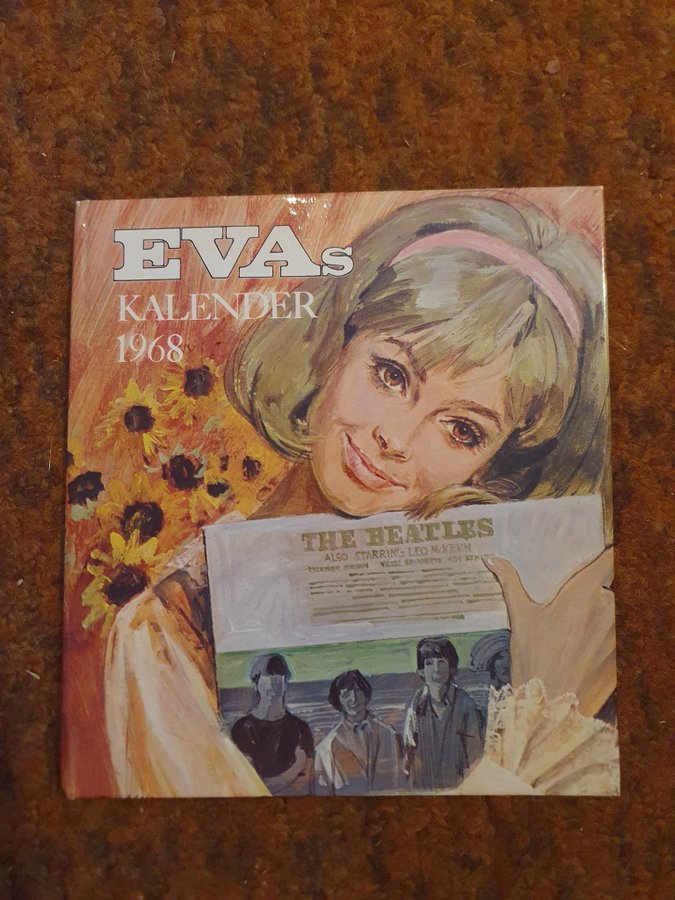 EVAs
KALENDER
1968
THE BEATLES
ALSO STARRING LEO McKERN